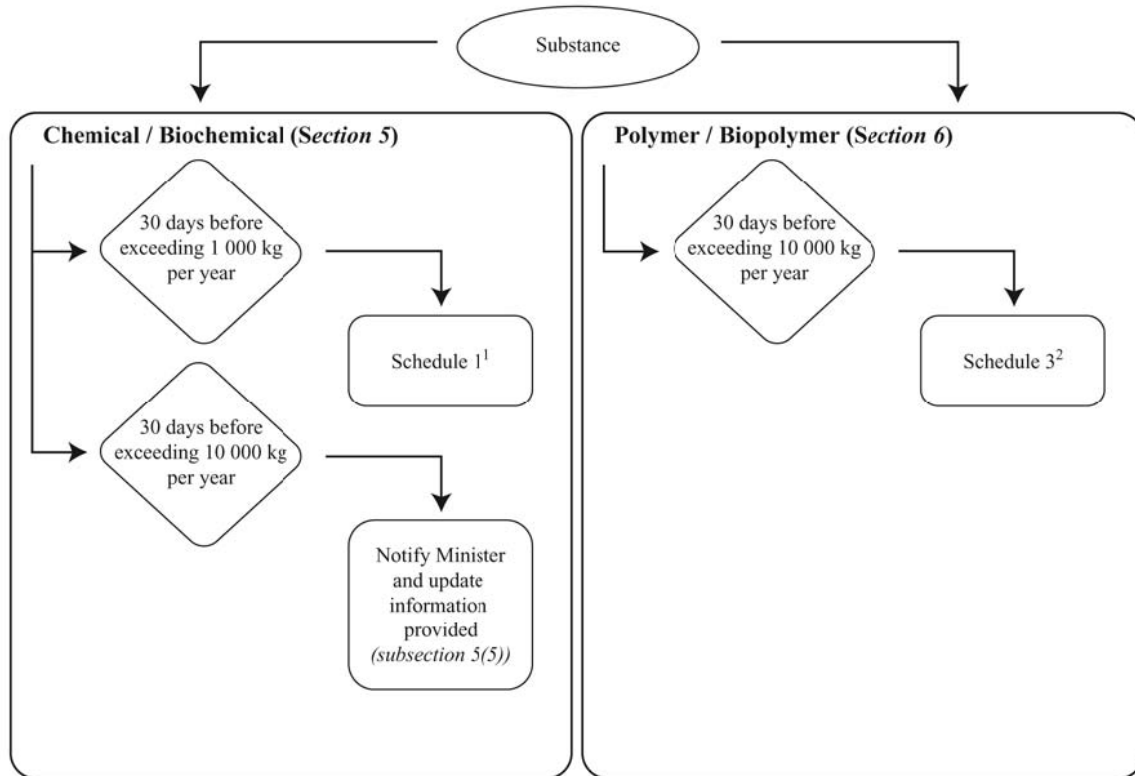 Substance
Chemical / Biochemical (Section 5)
30 days before
exceeding 1 000 kg
per year
Schedule 1¹
30 days before
exceeding 10 000 kg
per year
Notify Minister
and update
information
provided
(subsection 5(5))
Polymer / Biopolymer (Section 6)
30 days before
exceeding 10 000 kg
per year
Schedule 3²